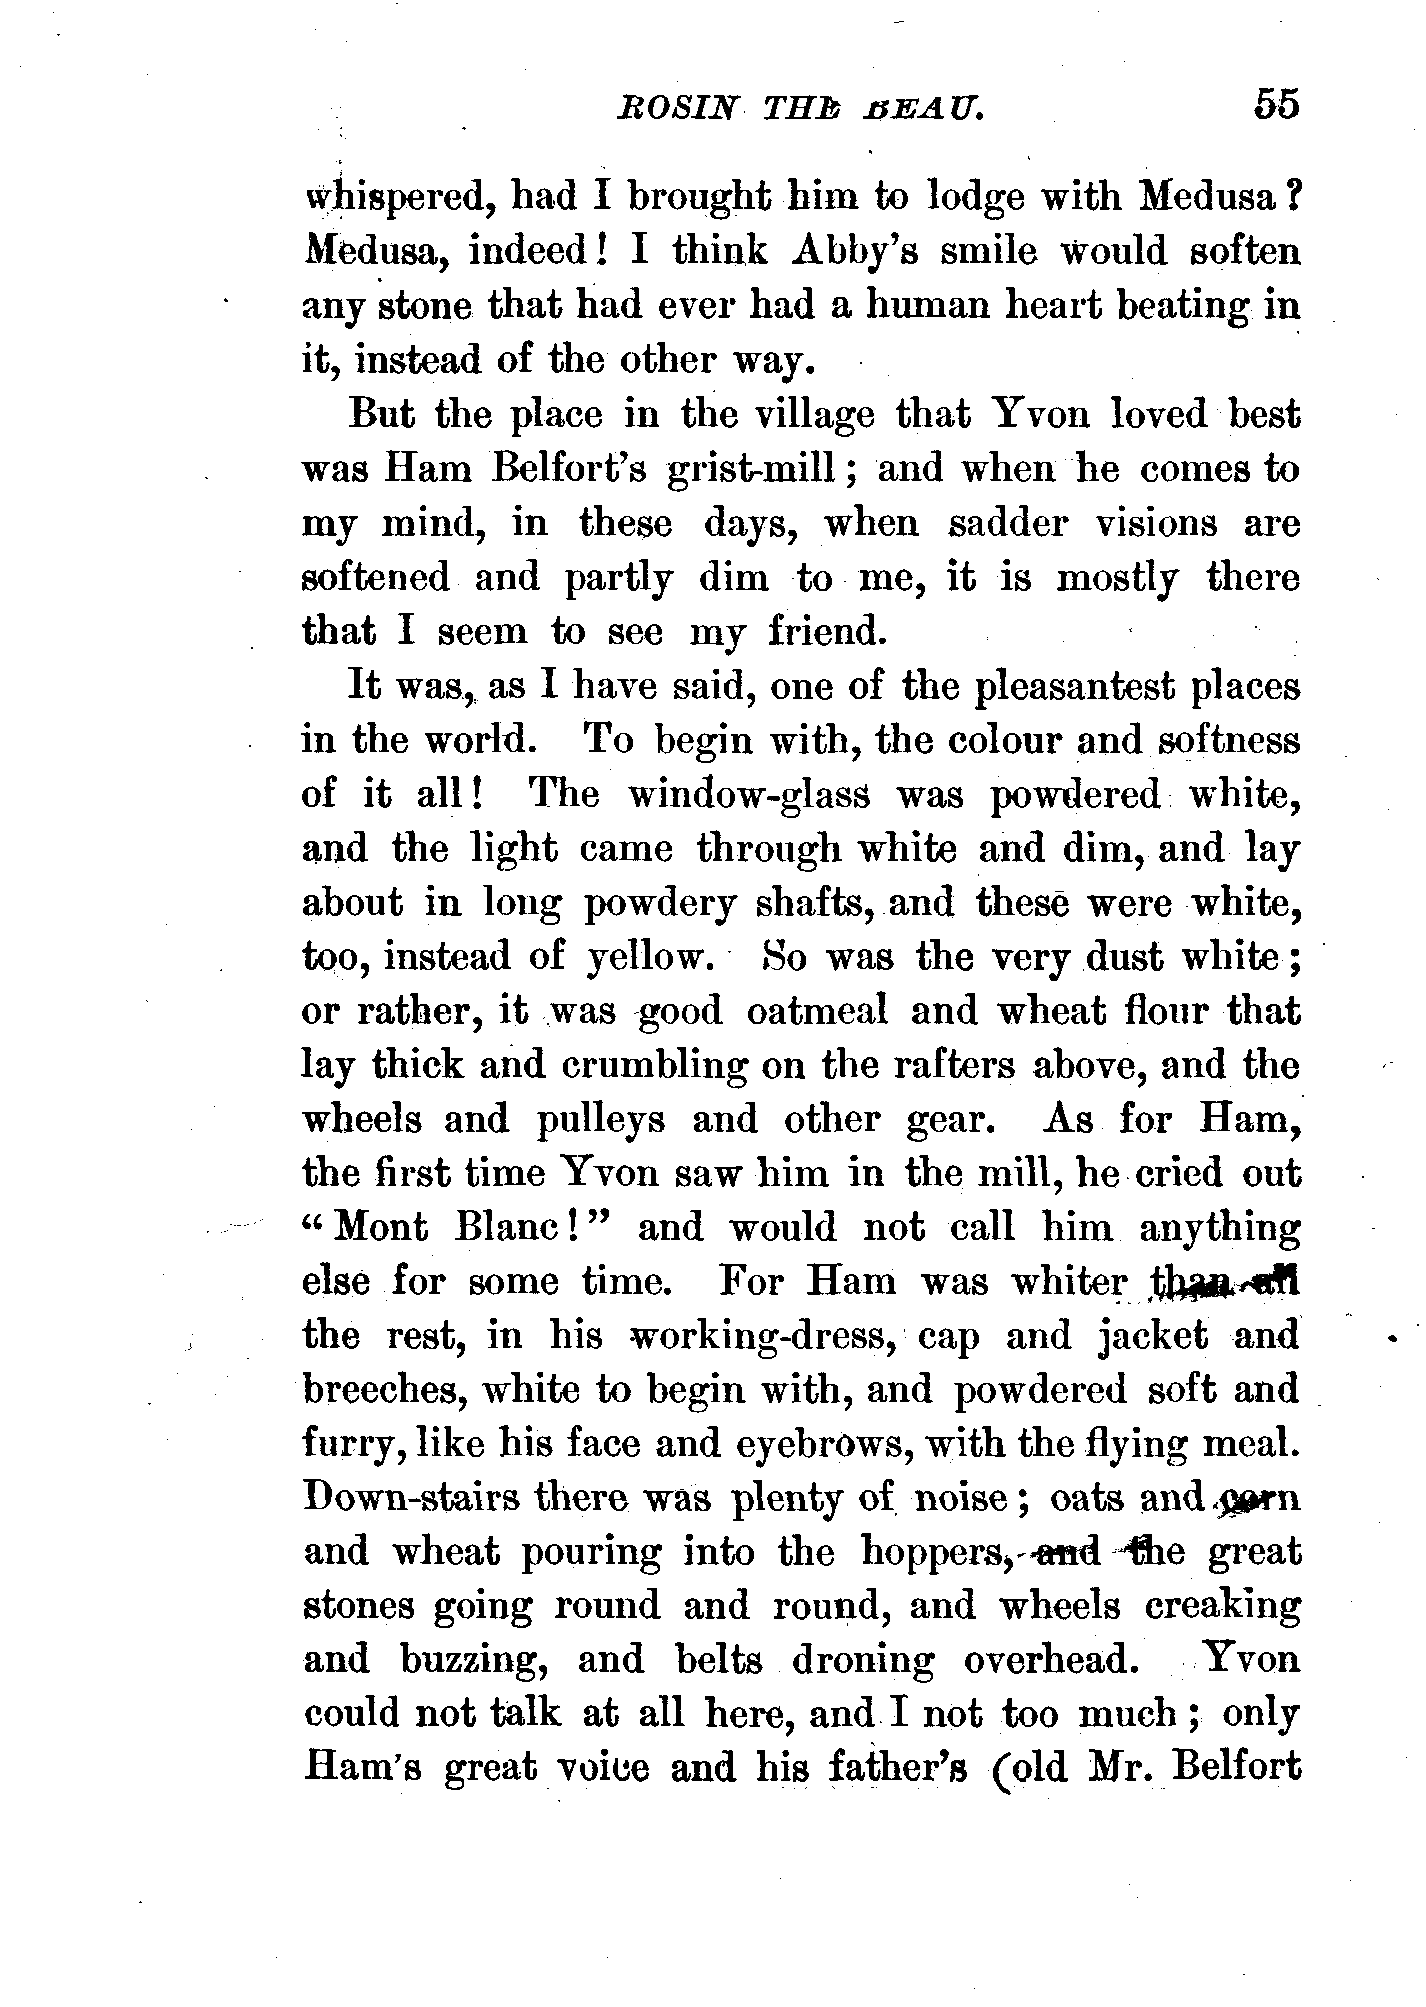 ROSIN THE BEAU. 55
whispered, had I brought him to lodge with Medusa?
Medusa, indeed! I think Abby's smile would soften
any stone that had ever had a human heart beating in
it, instead of the other way.
But the place in the village that Yvon loved best
was Ham Belfort's grist-mill; and when he comes to
my mind, in these days, when sadder visions are
softened and partly dim to me, it is mostly there
that I seem to see my friend.
It was, as I have said, one of the pleasantest places
in the world. To begin with, the colour and softness
of it all! The window-glass was powdered white,
and the light came through white and dim, and lay
about in long powdery shafts, and these were white,
too, instead of yellow. So was the very dust white;
or rather, it was good oatmeal and wheat flour that
lay thick and crumbling on the rafters above, and the
wheels and pulleys and other gear. As for Ham,
the first time Yvon saw him in the mill, he cried out
"Mont Blanc!" and would not call him anything
else for some time. For Ham was whiter than all
the rest, in his working-dress, cap and jacket and
breeches, white to begin with, and powdered soft and
furry, like his face and eyebrows, with the flying meal.
Down-stairs there was plenty of noise; oats and corn
and wheat pouring into the hoppers, and the great
stones going round and round, and wheels creaking
and buzzing, and belts droning overhead. Yvon
could not talk at all here, and I not too much; only
Ham's great voice and his father's (old Mr. Belfort